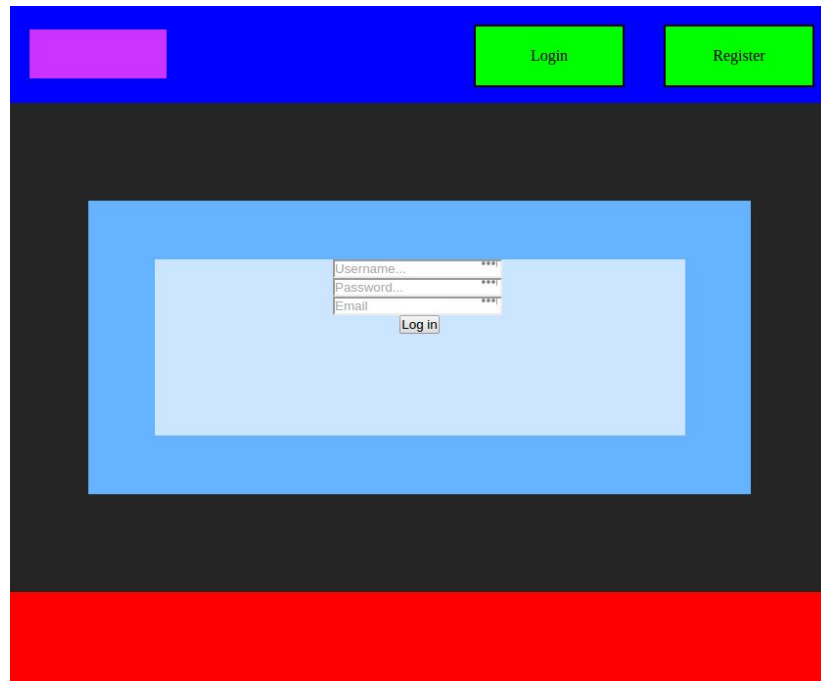 Login
Register
Username...
Password...
Email
Log in